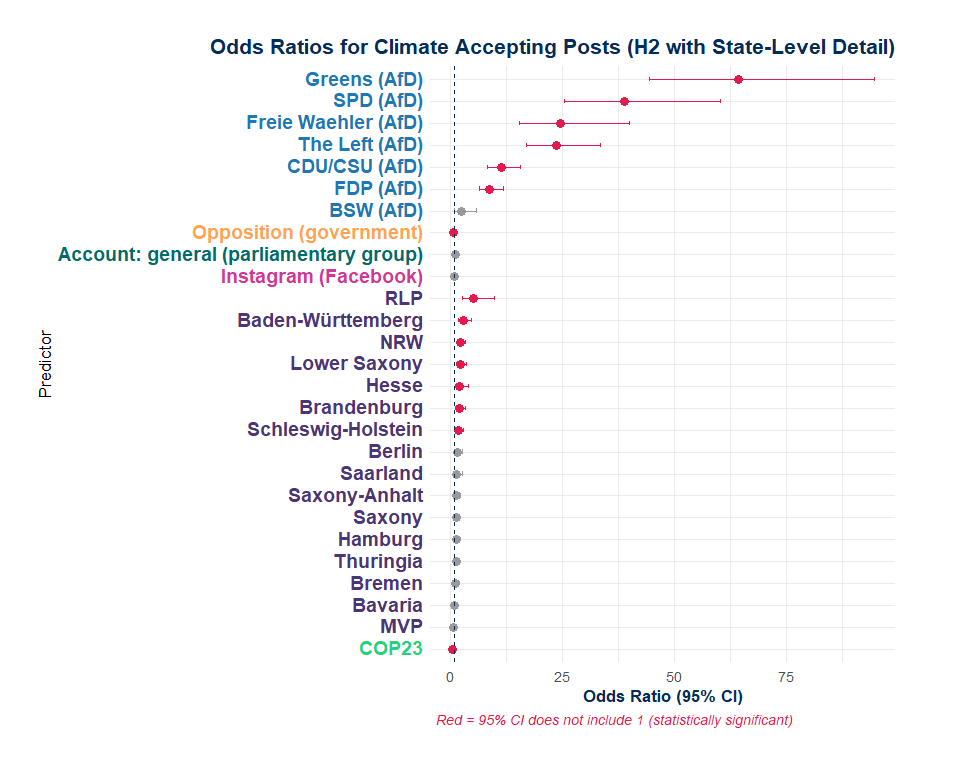 Odds Ratios for Climate Accepting Posts (H2 with State-Level Detail)
Greens (AfD)
SPD (AfD)
Freie Waehler (AfD)
The Left (AfD)
CDU/CSU (AfD)
FDP (AfD)
BSW (AfD)
Opposition (government)
Account: general (parliamentary group)
Instagram (Facebook)
RLP
Baden-Württemberg
NRW
Lower Saxony
Hesse
Brandenburg
Schleswig-Holstein
Berlin
Saarland
Saxony-Anhalt
Saxony
Hamburg
Thuringia
Bremen
Bavaria
MVP
COP23
Predictor
0 25 50 75
Odds Ratio (95% CI)
Red = 95% CI does not include 1 (statistically significant)